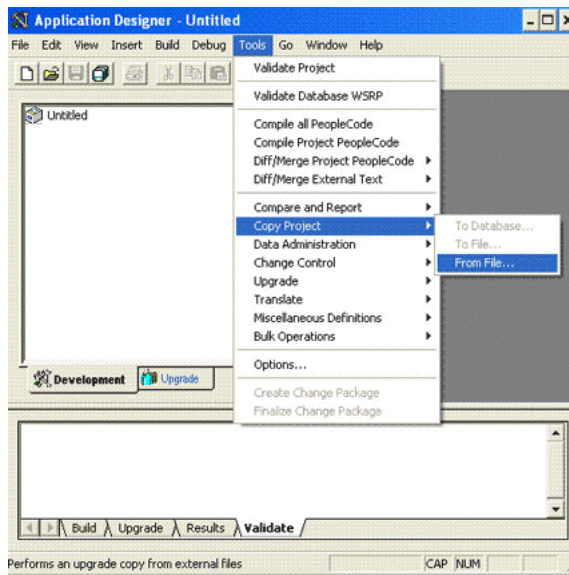 Application Designer - Untitled
File Edit View Insert Build Debug Tools Go Window Help
Untitled
Validate Project
Validate Database WSRP
Compile all PeopleCode
Compile Project PeopleCode
Diff/Merge Project PeopleCode
Diff/Merge External Text
Compare and Report
Copy Project
To Database...
To File...
From File...
Data Administration
Change Control
Upgrade
Translate
Miscellaneous Definitions
Bulk Operations
Options...
Create Change Package
Finalize Change Package
Development Upgrade
Build Upgrade Results Validate
Performs an upgrade copy from external files CAP NUM